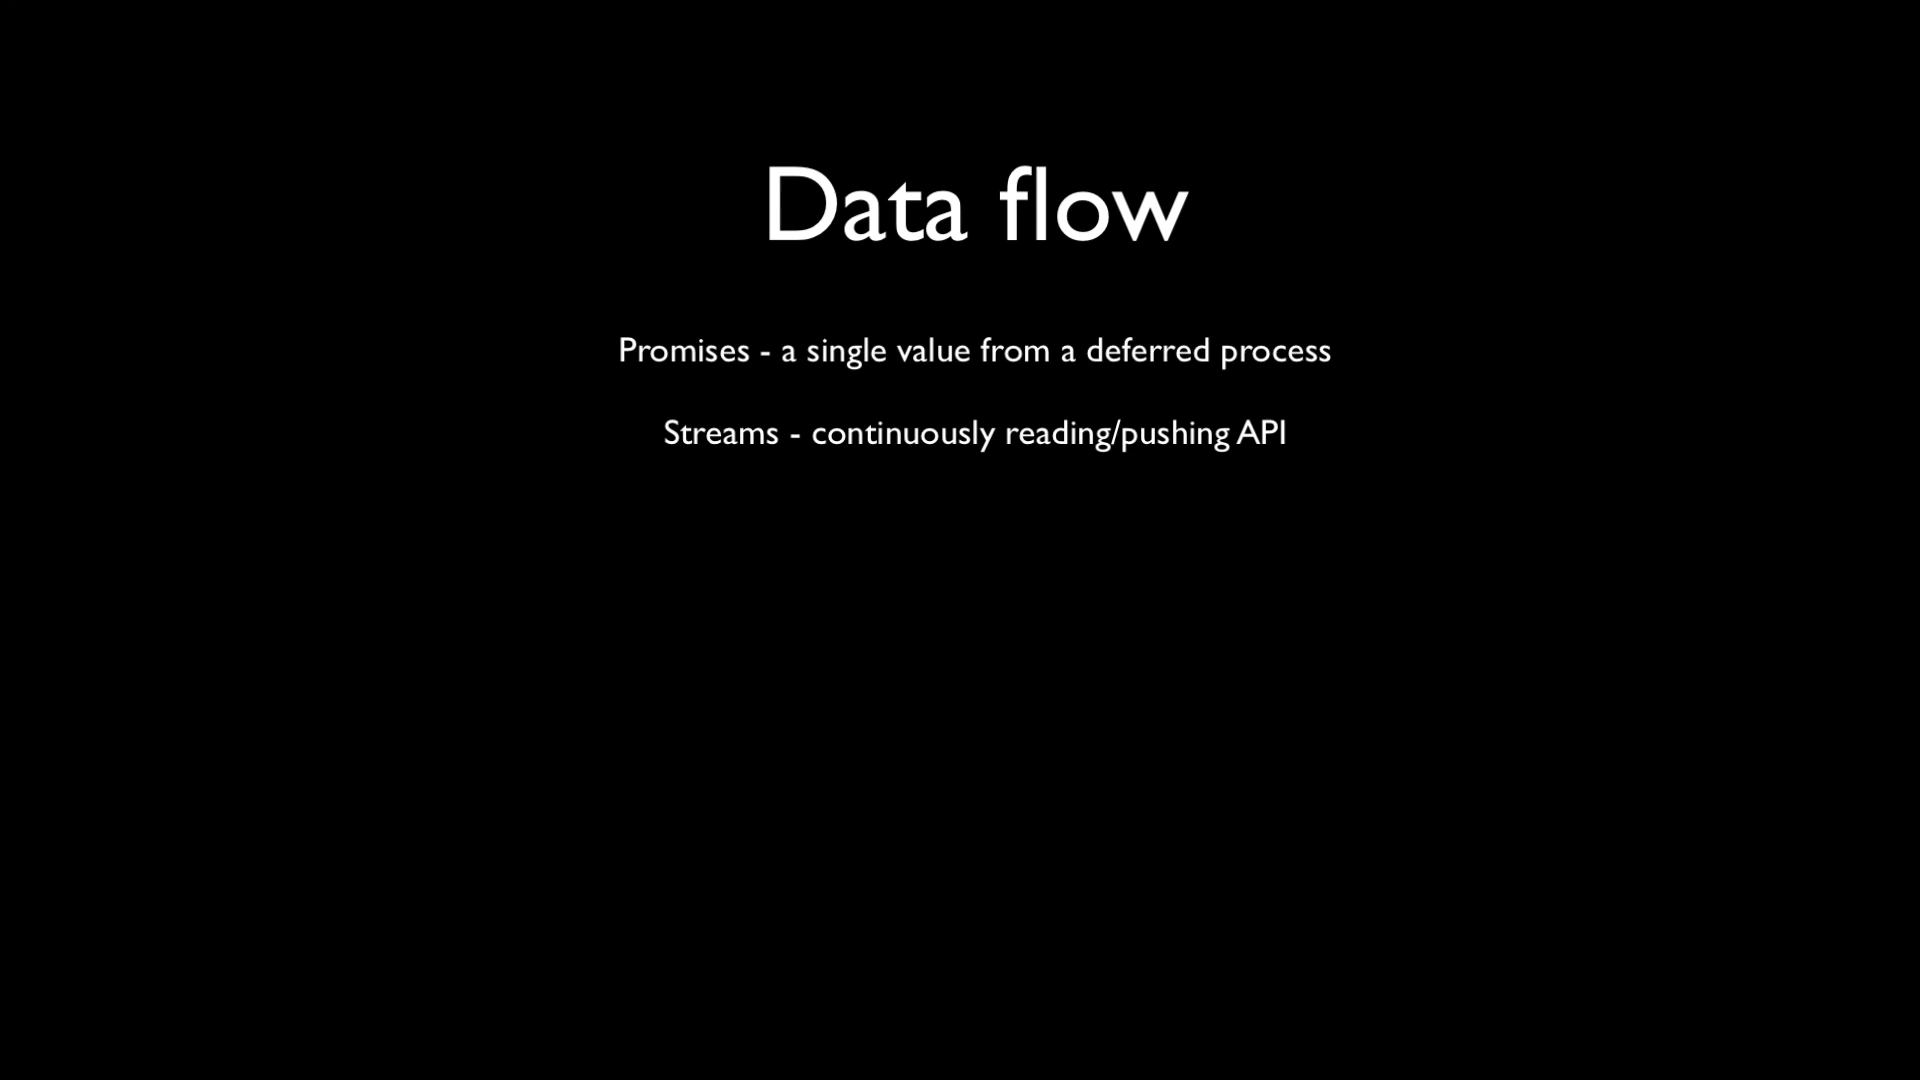 Data flow
Promises - a single value from a deferred process
Streams - continuously reading/pushing API